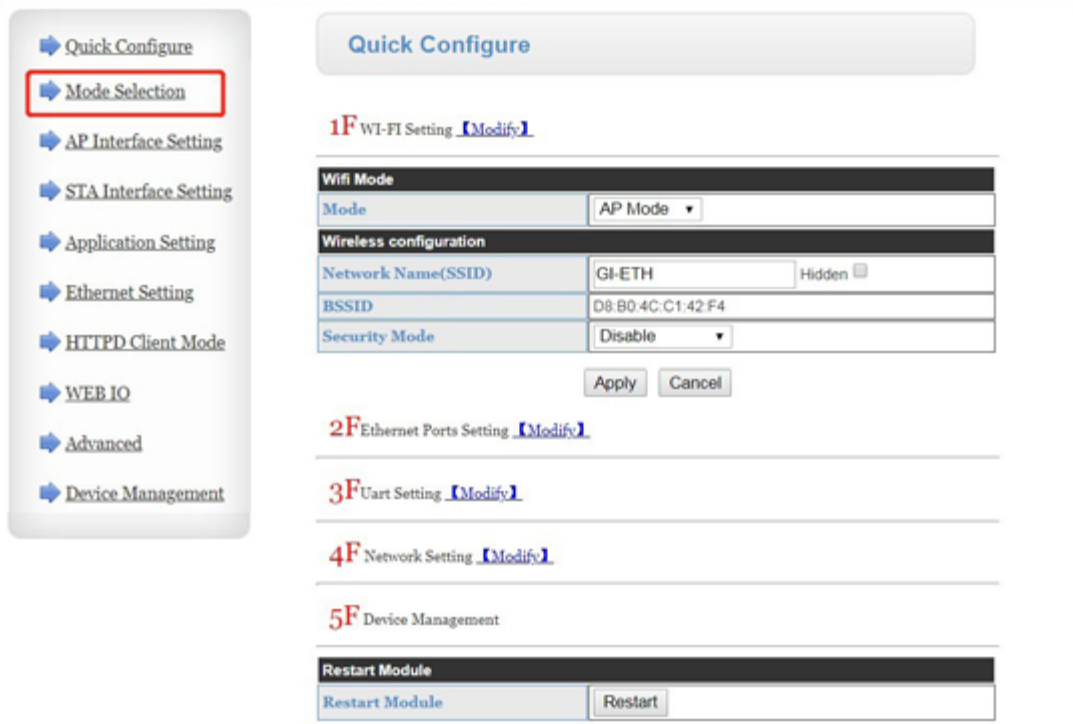 Quick Configure
Mode Selection
AP Interface Setting
STA Interface Setting
Application Setting
Ethernet Setting
HTTPD Client Mode
WEB IO
Advanced
Device Management
Quick Configure
1F WI-FI Setting 【Modify】
Wifi Mode
Mode AP Mode
Wireless configuration
Network Name(SSID) GI-ETH Hidden
BSSID D8:B0:4C:C1:42:F4
Security Mode Disable
Apply Cancel
2F Ethernet Ports Setting 【Modify】
3F Uart Setting 【Modify】
4F Network Setting 【Modify】
5F Device Management
Restart Module
Restart Module Restart